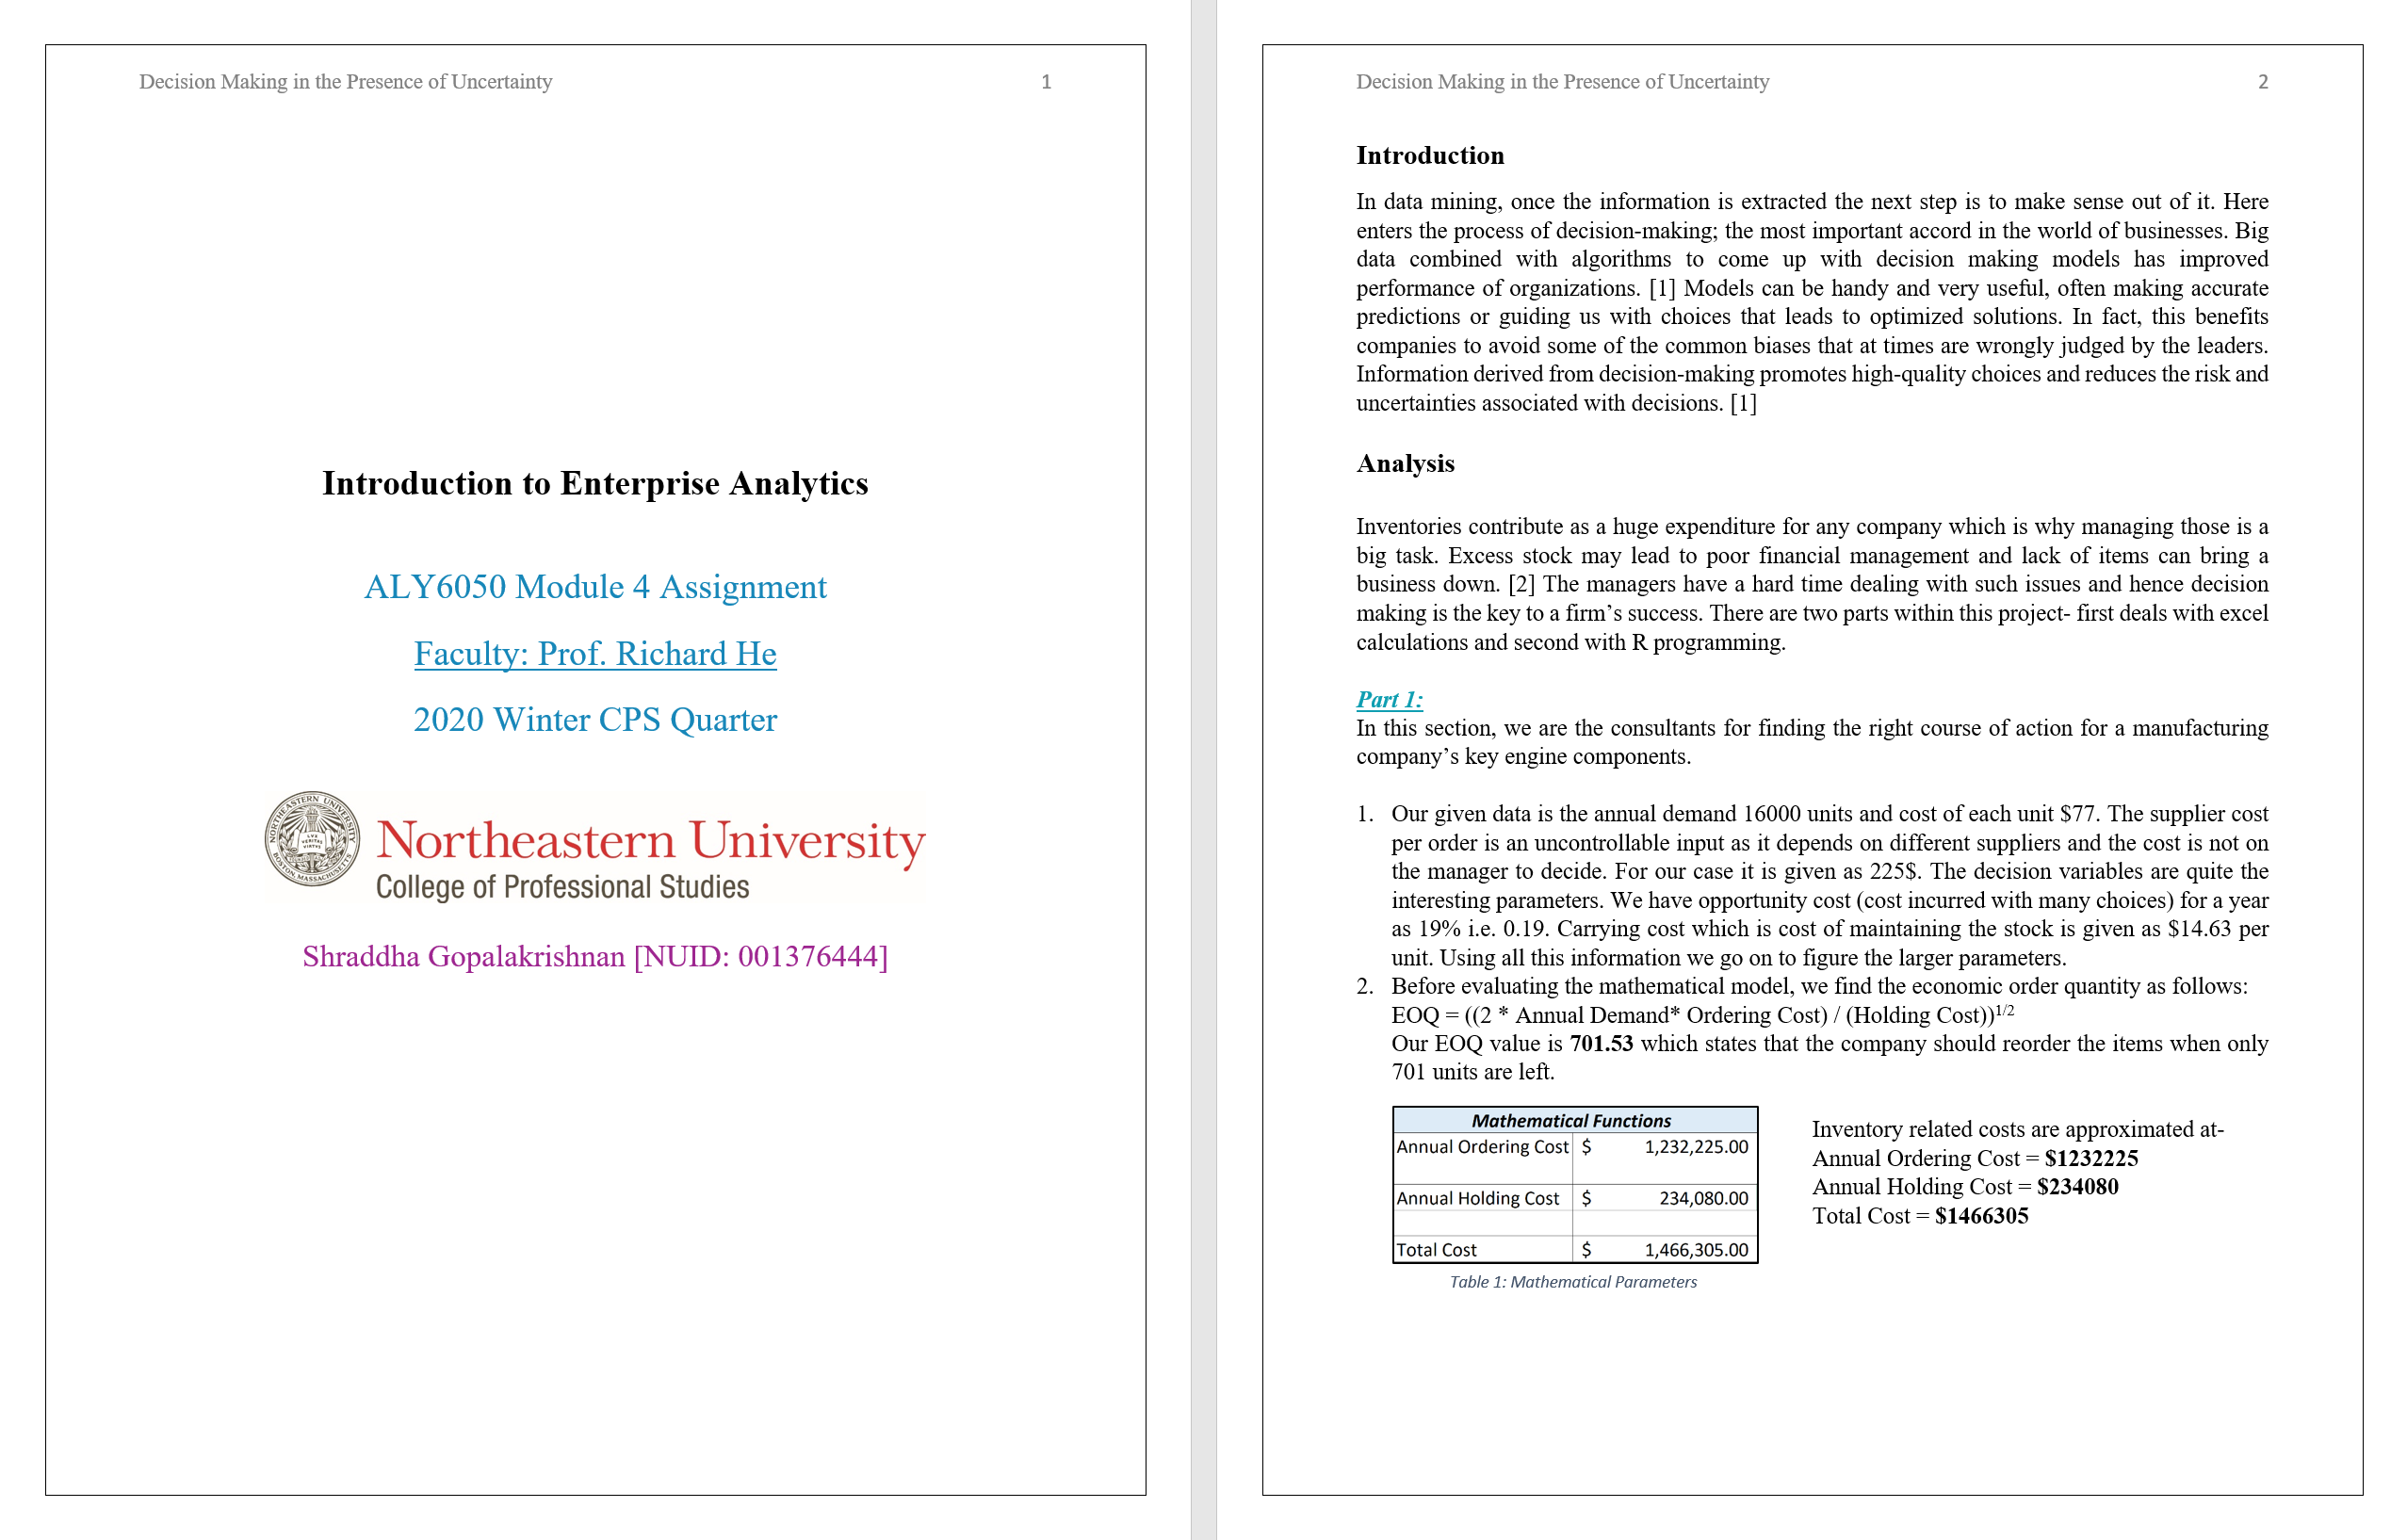 Decision Making in the Presence of Uncertainty 1
Introduction to Enterprise Analytics
ALY6050 Module 4 Assignment
Faculty: Prof. Richard He
2020 Winter CPS Quarter
NORTHEASTERN UNIVERSITY
LVX VERITAS VIRTVS
BOSTON, MASSACHUSETTS
Northeastern University
College of Professional Studies
Shraddha Gopalakrishnan [NUID: 001376444]
Decision Making in the Presence of Uncertainty 2
Introduction
In data mining, once the information is extracted the next step is to make sense out of it. Here
enters the process of decision-making; the most important accord in the world of businesses. Big
data combined with algorithms to come up with decision making models has improved
performance of organizations. [1] Models can be handy and very useful, often making accurate
predictions or guiding us with choices that leads to optimized solutions. In fact, this benefits
companies to avoid some of the common biases that at times are wrongly judged by the leaders.
Information derived from decision-making promotes high-quality choices and reduces the risk and
uncertainties associated with decisions. [1]
Analysis
Inventories contribute as a huge expenditure for any company which is why managing those is a
big task. Excess stock may lead to poor financial management and lack of items can bring a
business down. [2] The managers have a hard time dealing with such issues and hence decision
making is the key to a firm’s success. There are two parts within this project- first deals with excel
calculations and second with R programming.
Part 1:
In this section, we are the consultants for finding the right course of action for a manufacturing
company’s key engine components.
1. Our given data is the annual demand 16000 units and cost of each unit $77. The supplier cost
per order is an uncontrollable input as it depends on different suppliers and the cost is not on
the manager to decide. For our case it is given as 225$. The decision variables are quite the
interesting parameters. We have opportunity cost (cost incurred with many choices) for a year
as 19% i.e. 0.19. Carrying cost which is cost of maintaining the stock is given as $14.63 per
unit. Using all this information we go on to figure the larger parameters.
2. Before evaluating the mathematical model, we find the economic order quantity as follows:
EOQ = ((2 * Annual Demand* Ordering Cost) / (Holding Cost))1/2
Our EOQ value is 701.53 which states that the company should reorder the items when only
701 units are left.
Mathematical Functions
Annual Ordering Cost $ 1,232,225.00
Annual Holding Cost $ 234,080.00
Total Cost $ 1,466,305.00
Table 1: Mathematical Parameters
Inventory related costs are approximated at-
Annual Ordering Cost = $1232225
Annual Holding Cost = $234080
Total Cost = $1466305